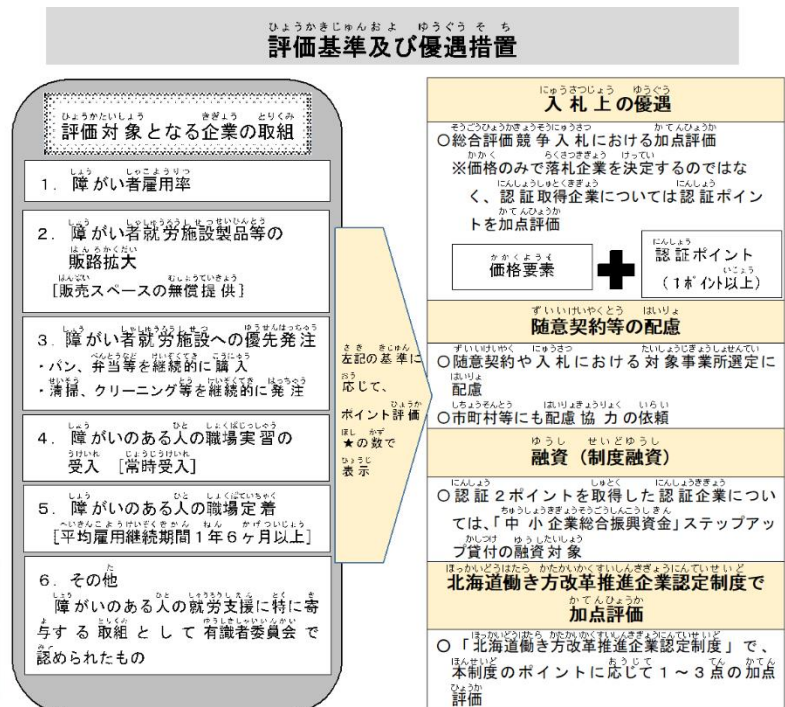 評価基準及び優遇措置
評価対象となる企業の取組
1．障がい者雇用率
2．障がい者就労施設製品等の
販路拡大
[販売スペースの無償提供]
3．障がい者就労施設への優先発注
・パン、弁当等を継続的に購入
・清掃、クリーニング等を継続的に発注
4．障がいのある人の職場実習の
受入 [常時受入]
5．障がいのある人の職場定着
[平均雇用継続期間1年6ヶ月以上]
6．その他
障がいのある人の就労支援に特に寄
与する取組として有識者委員会で
認められたもの
左記の基準に
応じて、
ポイント評価
★の数で
表示
入札上の優遇
○総合評価競争入札における加点評価
※価格のみで落札企業を決定するのではな
く、認証取得企業については認証ポイン
トを加点評価
価格要素
認証ポイント
（1ﾎﾟｲﾝﾄ以上）
随意契約等の配慮
○随意契約や入札における対象事業所選定に
配慮
○市町村等にも配慮協力の依頼
融資（制度融資）
○認証2ポイントを取得した認証企業につい
ては、「中小企業総合振興資金」ステップアッ
プ貸付の融資対象
北海道働き方改革推進企業認定制度で
加点評価
○「北海道働き方改革推進企業認定制度」で、
本制度のポイントに応じて1～3点の加点
評価